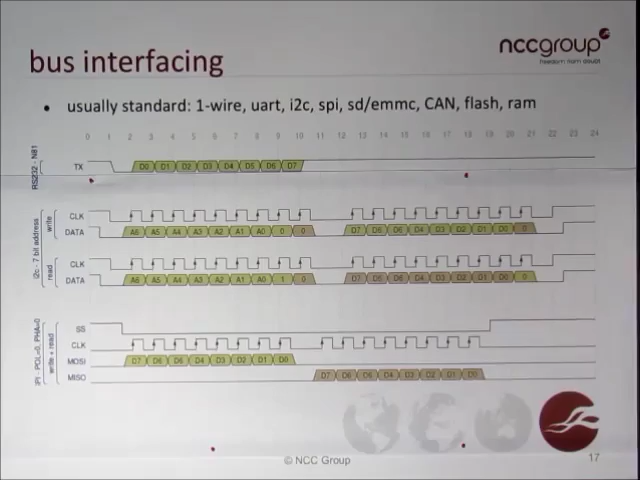 nccgroup
freedom from doubt
bus interfacing
• usually standard: 1-wire, uart, i2c, spi, sd/emmc, CAN, flash, ram
0 1 2 3 4 5 6 7 8 9 10 11 12 13 14 15 16 17 18 19 20 21 22 23 24
RS232 - N81
TX D0 D1 D2 D3 D4 D5 D6 D7
i2c - 7 bit address
write
CLK
DATA A6 A5 A4 A3 A2 A1 A0 0 0 D7 D6 D5 D4 D3 D2 D1 D0 0
read
CLK
DATA A6 A5 A4 A3 A2 A1 A0 1 0 D7 D6 D5 D4 D3 D2 D1 D0 0
SPI - POL=0, PHA=0
write + read
SS
CLK
MOSI D7 D6 D5 D4 D3 D2 D1 D0
MISO D7 D6 D5 D4 D3 D2 D1 D0
© NCC Group
17